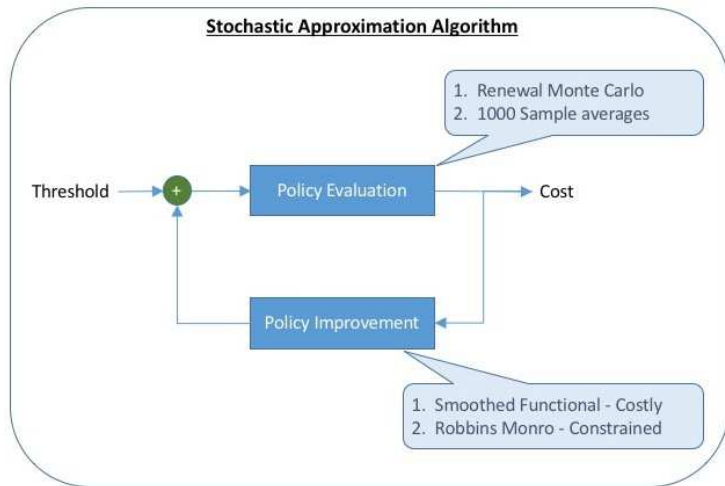 Stochastic Approximation Algorithm
1. Renewal Monte Carlo
2. 1000 Sample averages
Threshold
+
Policy Evaluation
Cost
Policy Improvement
1. Smoothed Functional - Costly
2. Robbins Monro - Constrained